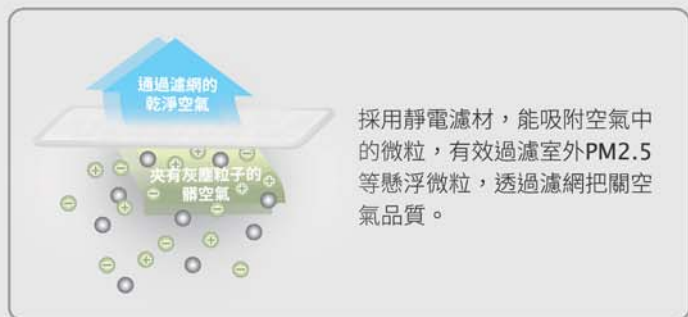 通過濾網的
乾淨空氣
夾有灰塵粒子的
髒空氣
採用靜電濾材，能吸附空氣中
的微粒，有效過濾室外PM2.5
等懸浮微粒，透過濾網把關空
氣品質。